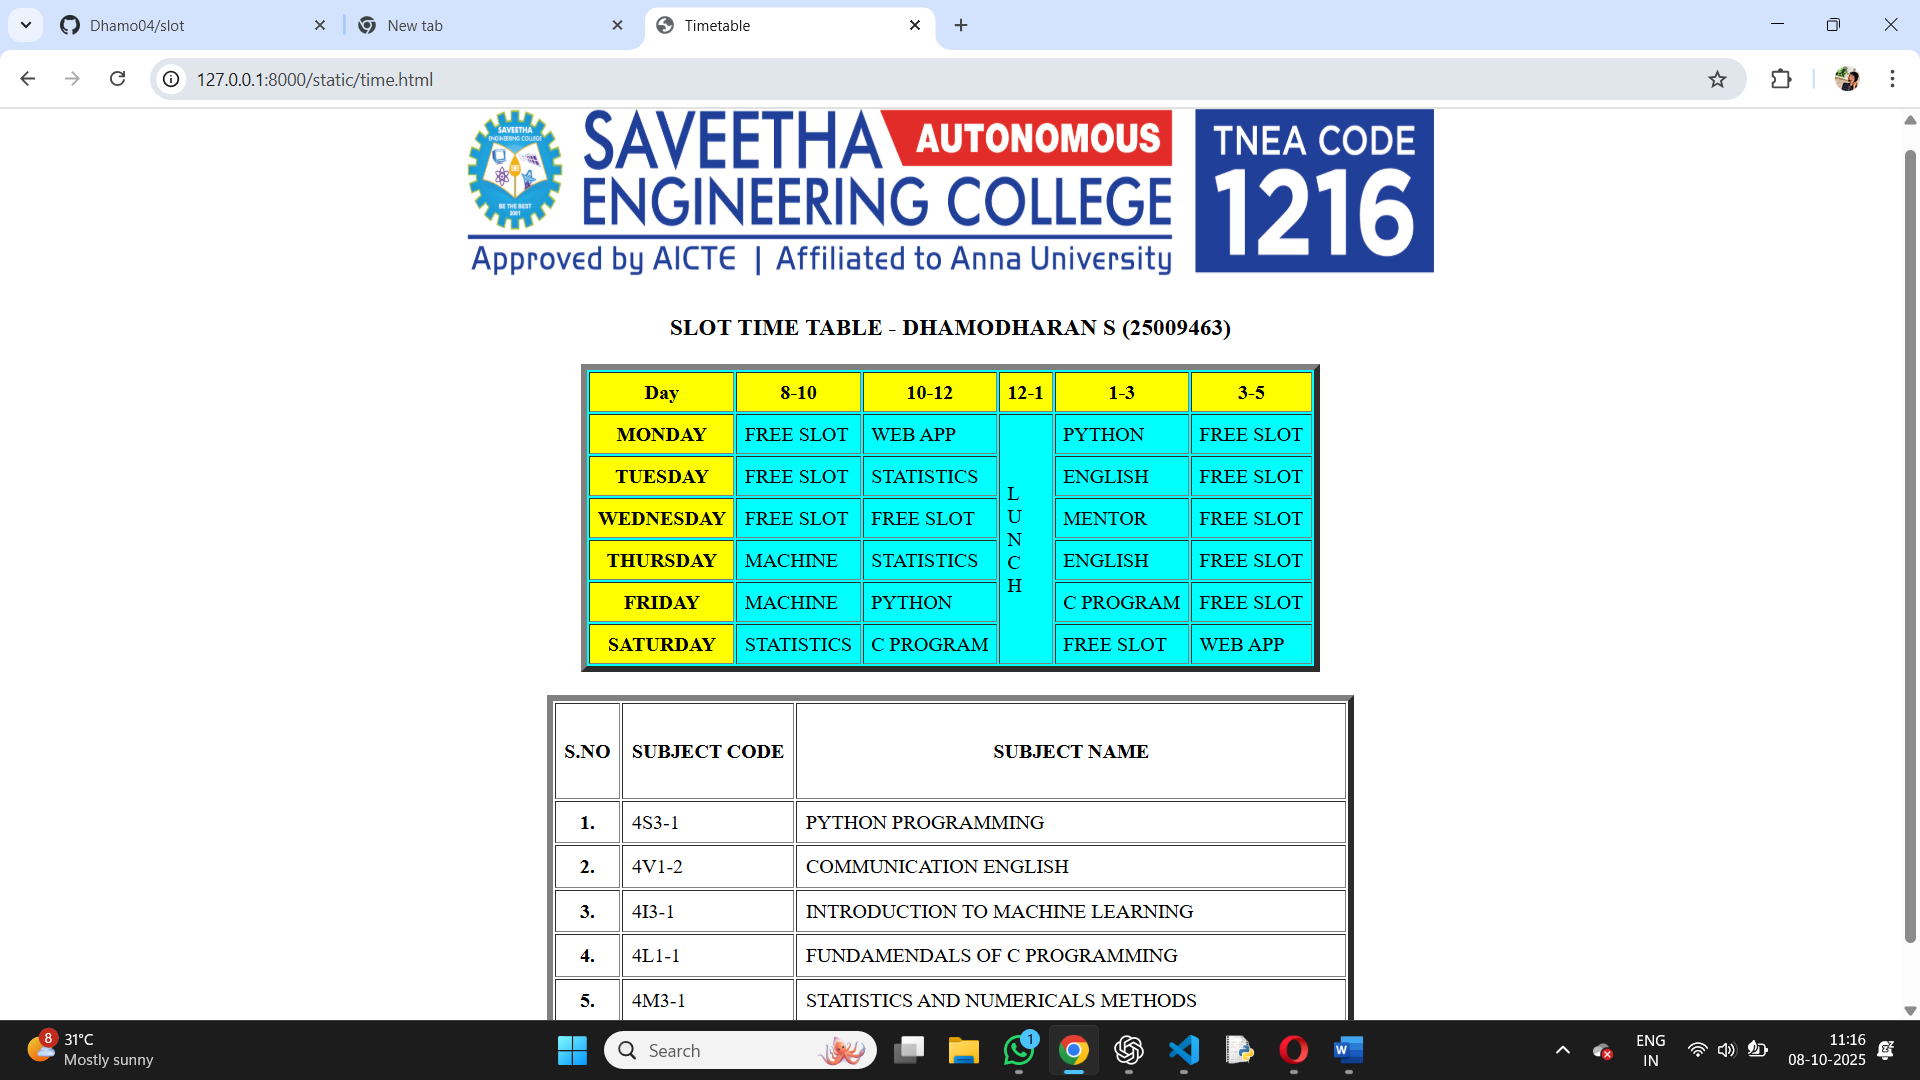 Dhamo04/slot
New tab
Timetable
127.0.0.1:8000/static/time.html
SAVEETHA
ENGINEERING COLLEGE
BE THE BEST
2001
SAVEETHA AUTONOMOUS
ENGINEERING COLLEGE
Approved by AICTE | Affiliated to Anna University
TNEA CODE
1216
SLOT TIME TABLE - DHAMODHARAN S (25009463)
Day 8-10 10-12 12-1 1-3 3-5
MONDAY FREE SLOT WEB APP PYTHON FREE SLOT
TUESDAY FREE SLOT STATISTICS ENGLISH FREE SLOT
WEDNESDAY FREE SLOT FREE SLOT MENTOR FREE SLOT
THURSDAY MACHINE STATISTICS ENGLISH FREE SLOT
FRIDAY MACHINE PYTHON C PROGRAM FREE SLOT
SATURDAY STATISTICS C PROGRAM FREE SLOT WEB APP
L
U
N
C
H
S.NO SUBJECT CODE SUBJECT NAME
1. 4S3-1 PYTHON PROGRAMMING
2. 4V1-2 COMMUNICATION ENGLISH
3. 4I3-1 INTRODUCTION TO MACHINE LEARNING
4. 4L1-1 FUNDAMENDALS OF C PROGRAMMING
5. 4M3-1 STATISTICS AND NUMERICALS METHODS
8
31°C
Mostly sunny
Search
1
W
ENG
IN
11:16
08-10-2025